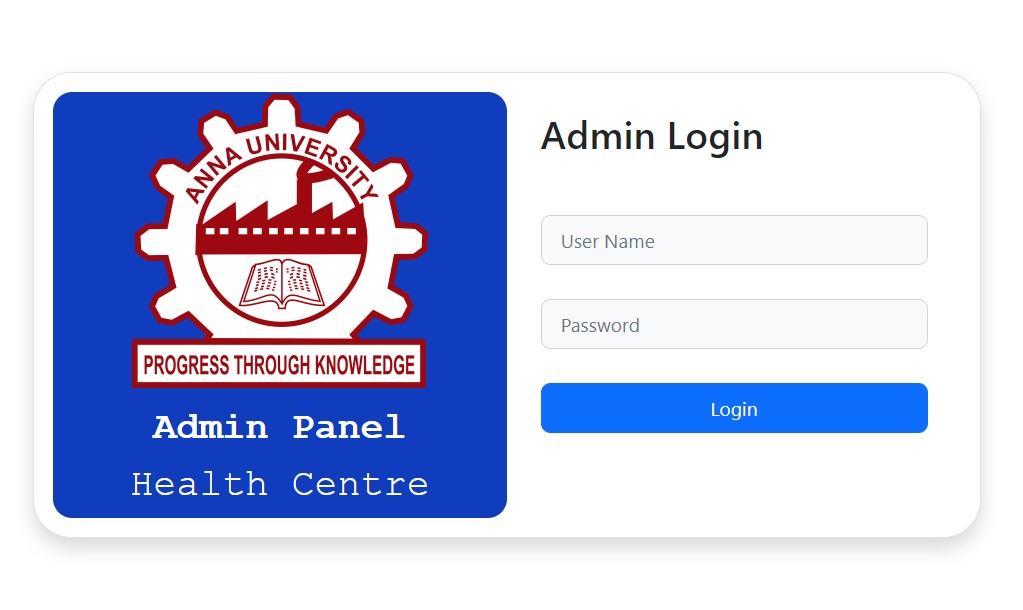 ANNA UNIVERSITY
PROGRESS THROUGH KNOWLEDGE
Admin Panel
Health Centre
Admin Login
User Name
Password
Login